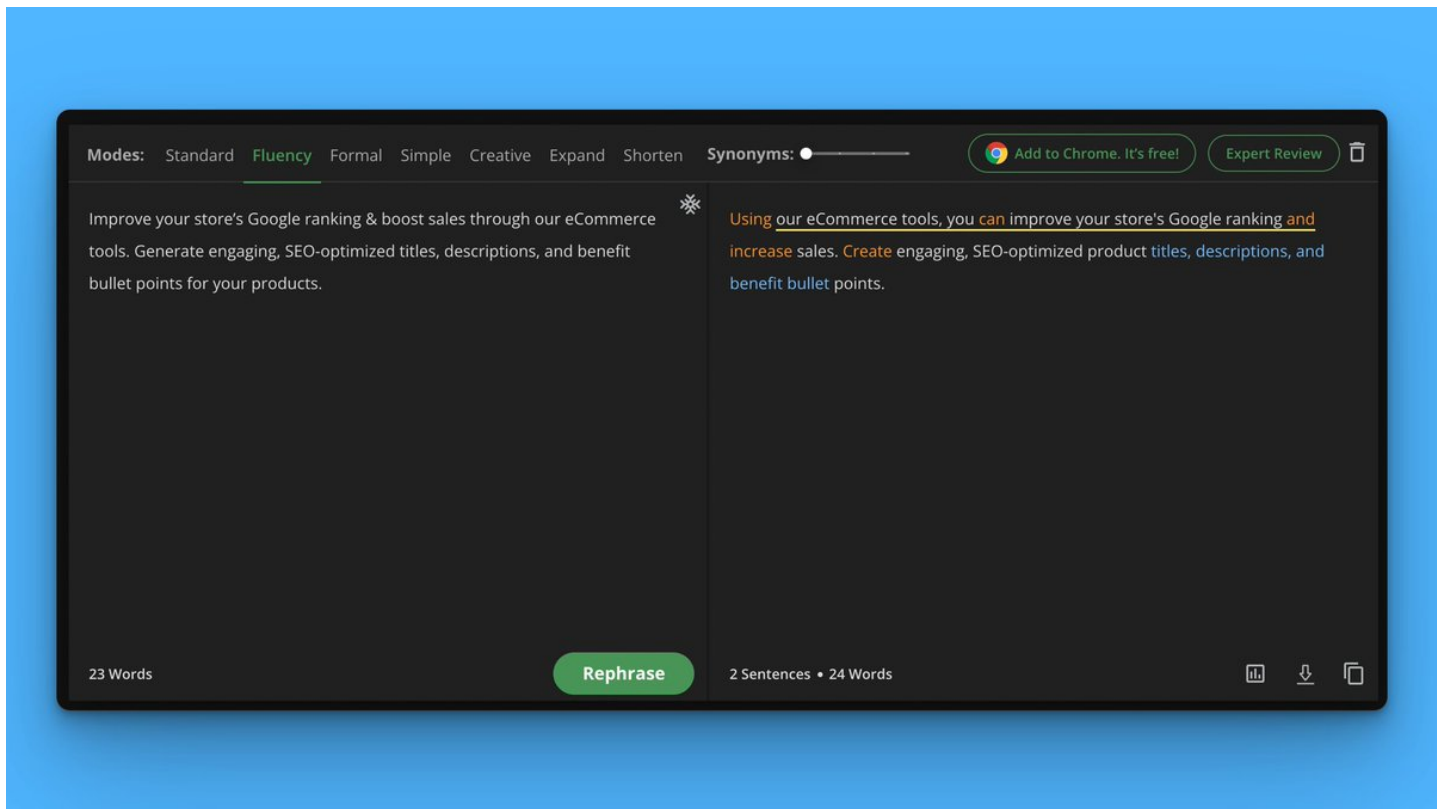 Modes: Standard Fluency Formal Simple Creative Expand Shorten Synonyms: Add to Chrome. It's free! Expert Review
Improve your store's Google ranking & boost sales through our eCommerce
tools. Generate engaging, SEO-optimized titles, descriptions, and benefit
bullet points for your products.
Using our eCommerce tools, you can improve your store's Google ranking and
increase sales. Create engaging, SEO-optimized product titles, descriptions, and
benefit bullet points.
23 Words Rephrase 2 Sentences • 24 Words